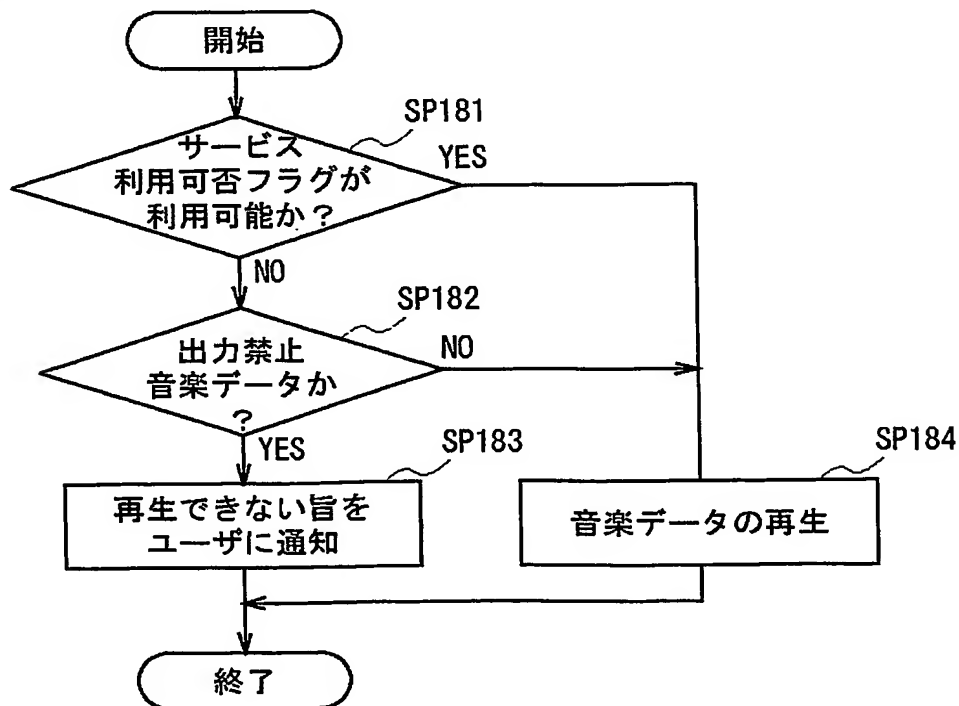 開始
SP181
サービス
利用可否フラグが
利用可能か?
YES
NO
SP182
出力禁止
音楽データか
?
NO
YES
SP183
再生できない旨を
ユーザに通知
SP184
音楽データの再生
終了